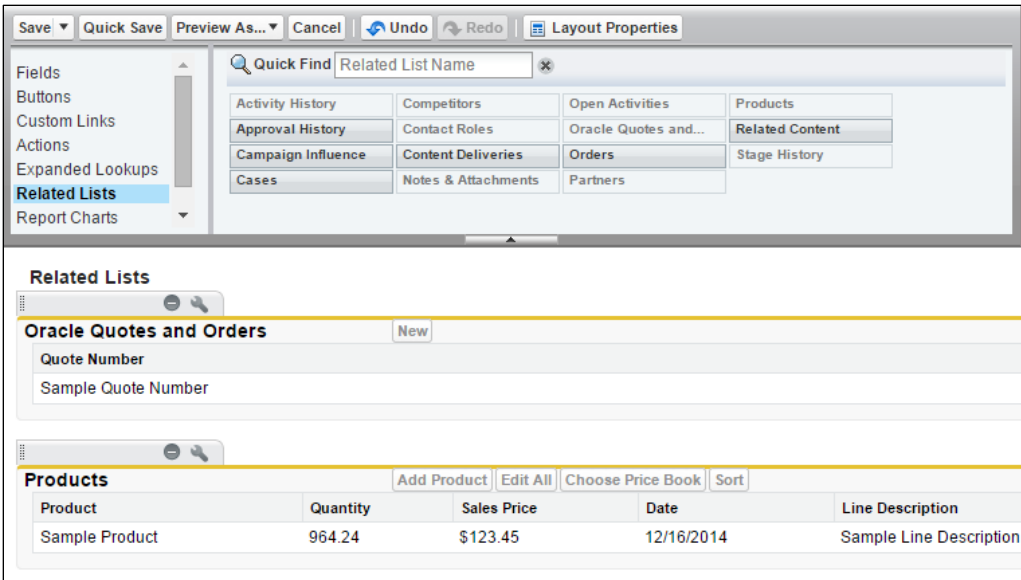 Save Quick Save Preview As... Cancel Undo Redo Layout Properties
Fields
Buttons
Custom Links
Actions
Expanded Lookups
Related Lists
Report Charts
Quick Find Related List Name
Activity History Competitors Open Activities Products
Approval History Contact Roles Oracle Quotes and... Related Content
Campaign Influence Content Deliveries Orders Stage History
Cases Notes & Attachments Partners
Related Lists
Oracle Quotes and Orders New
Quote Number
Sample Quote Number
Products Add Product Edit All Choose Price Book Sort
Product Quantity Sales Price Date Line Description
Sample Product 964.24 $123.45 12/16/2014 Sample Line Description